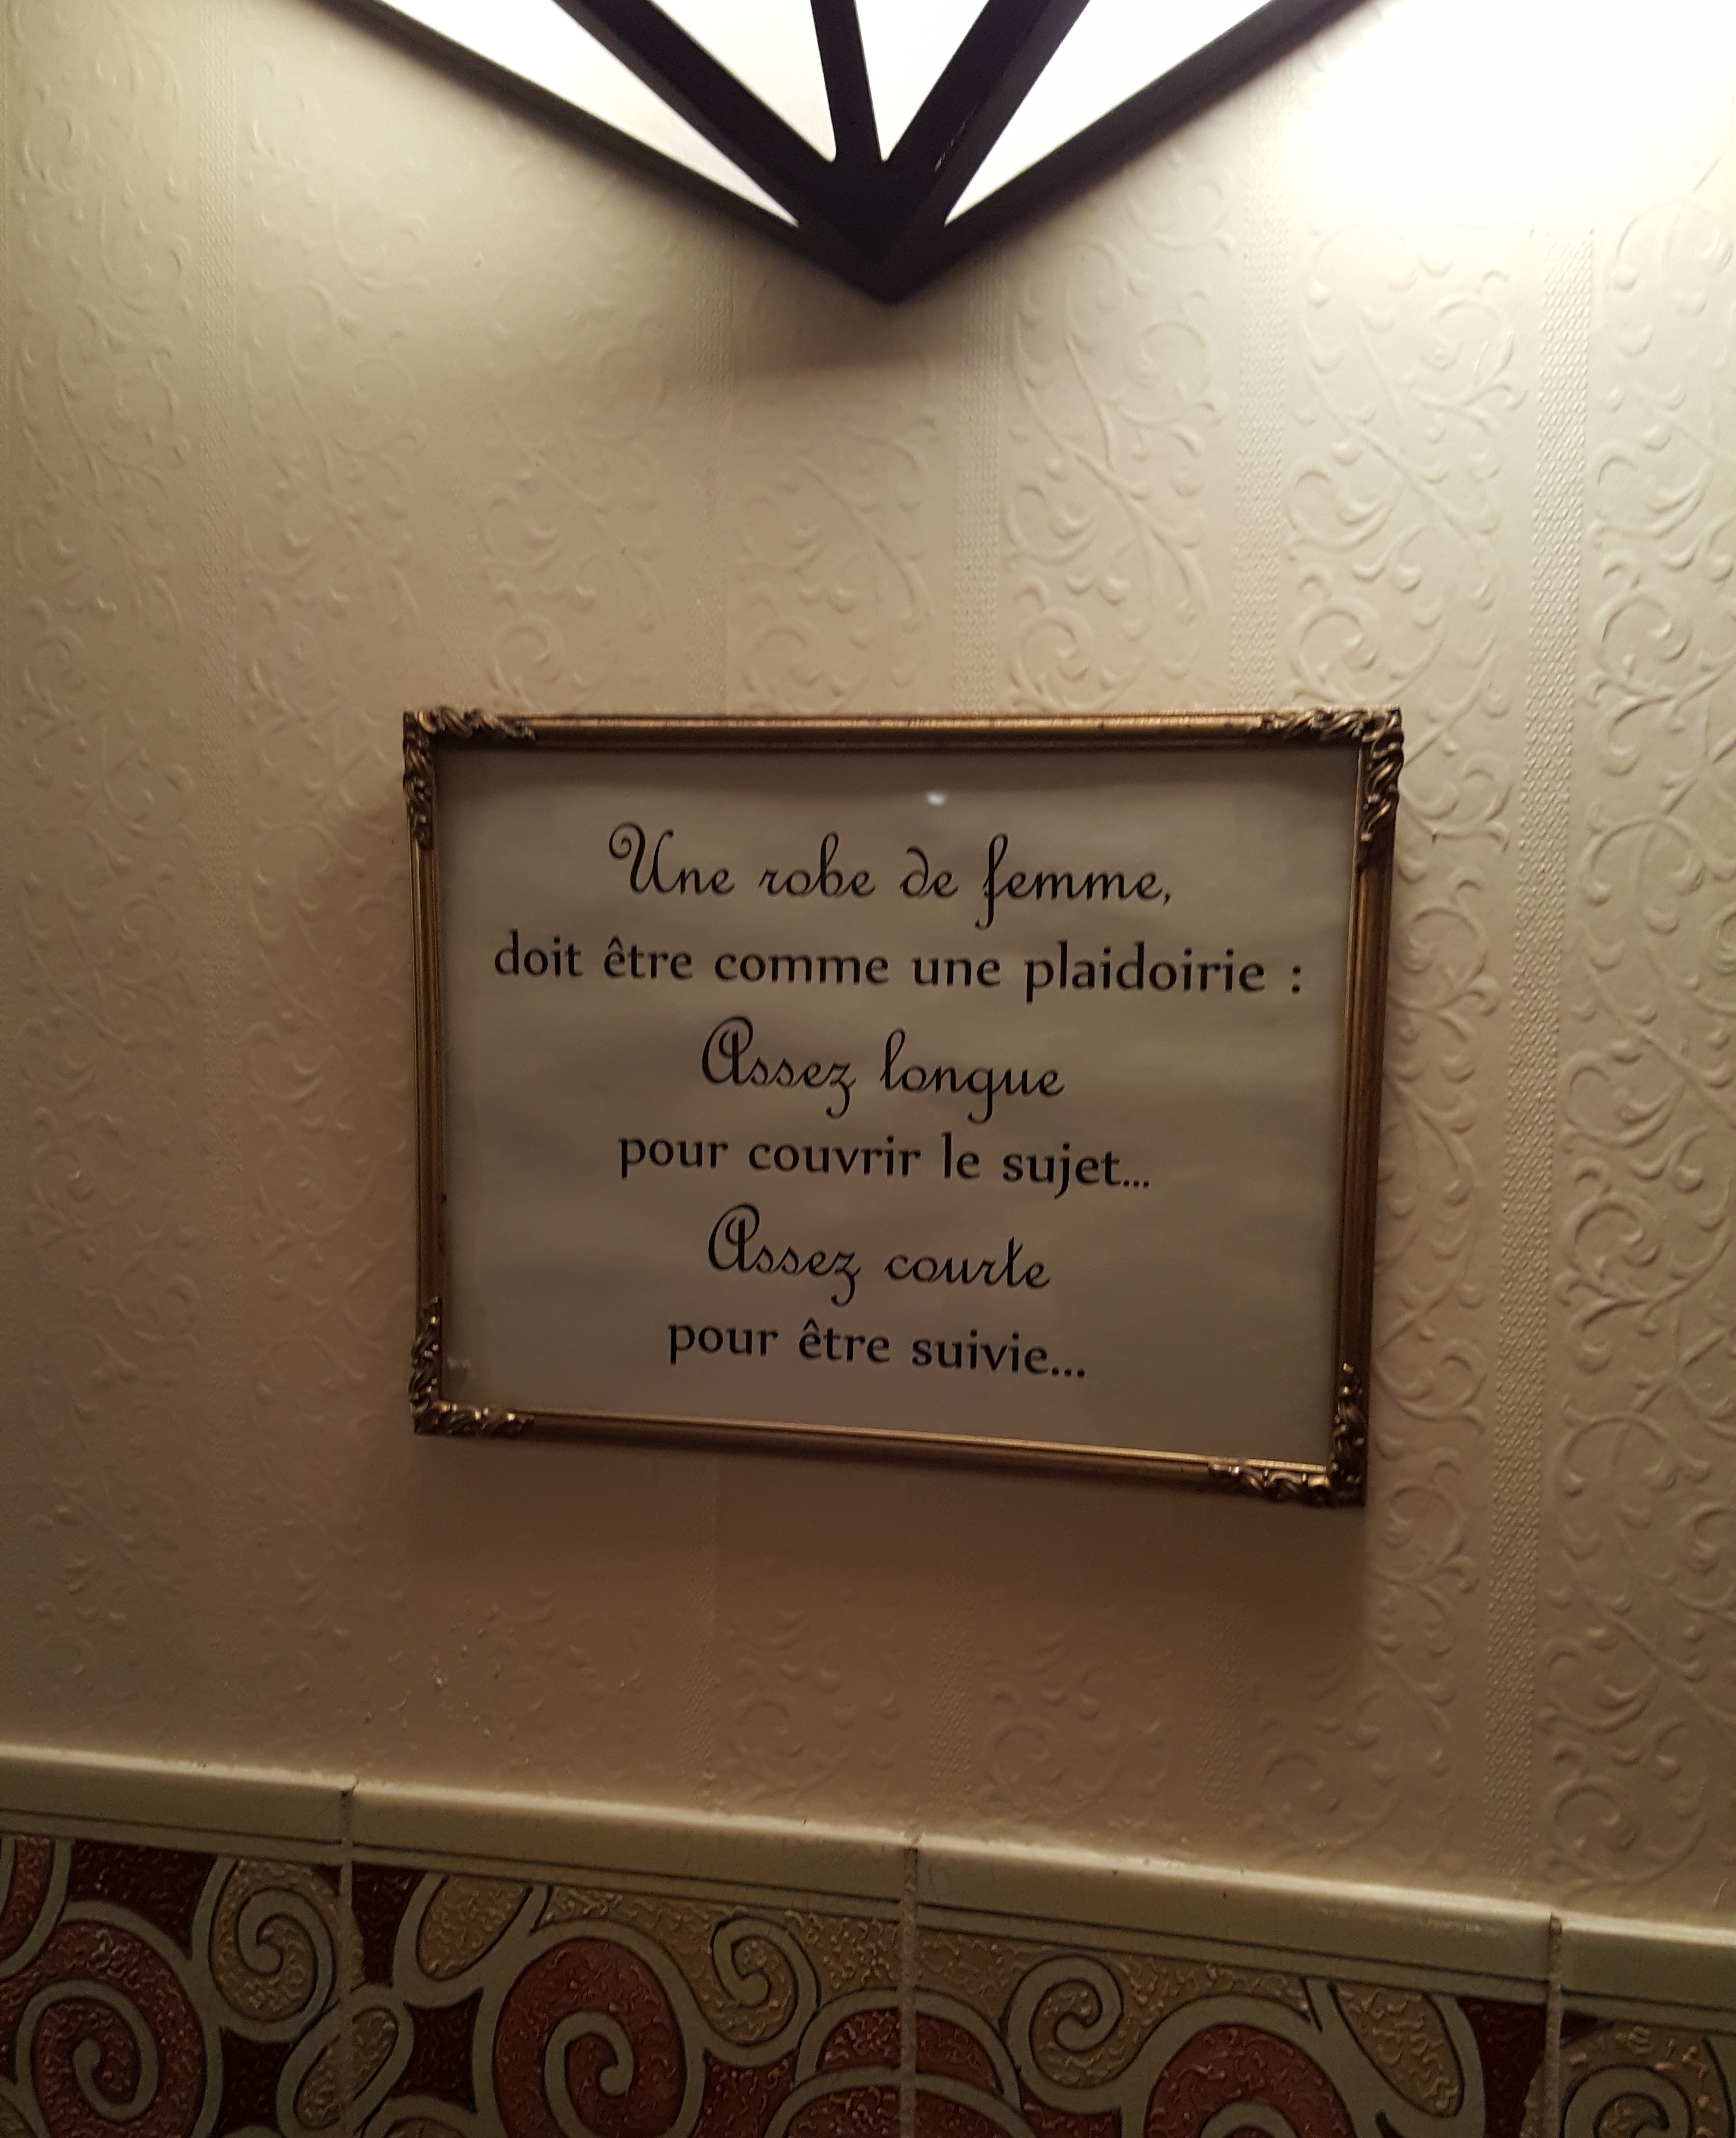 Une robe de femme,
doit être comme une plaidoirie :
Assez longue
pour couvrir le sujet...
Assez courte
pour être suivie...